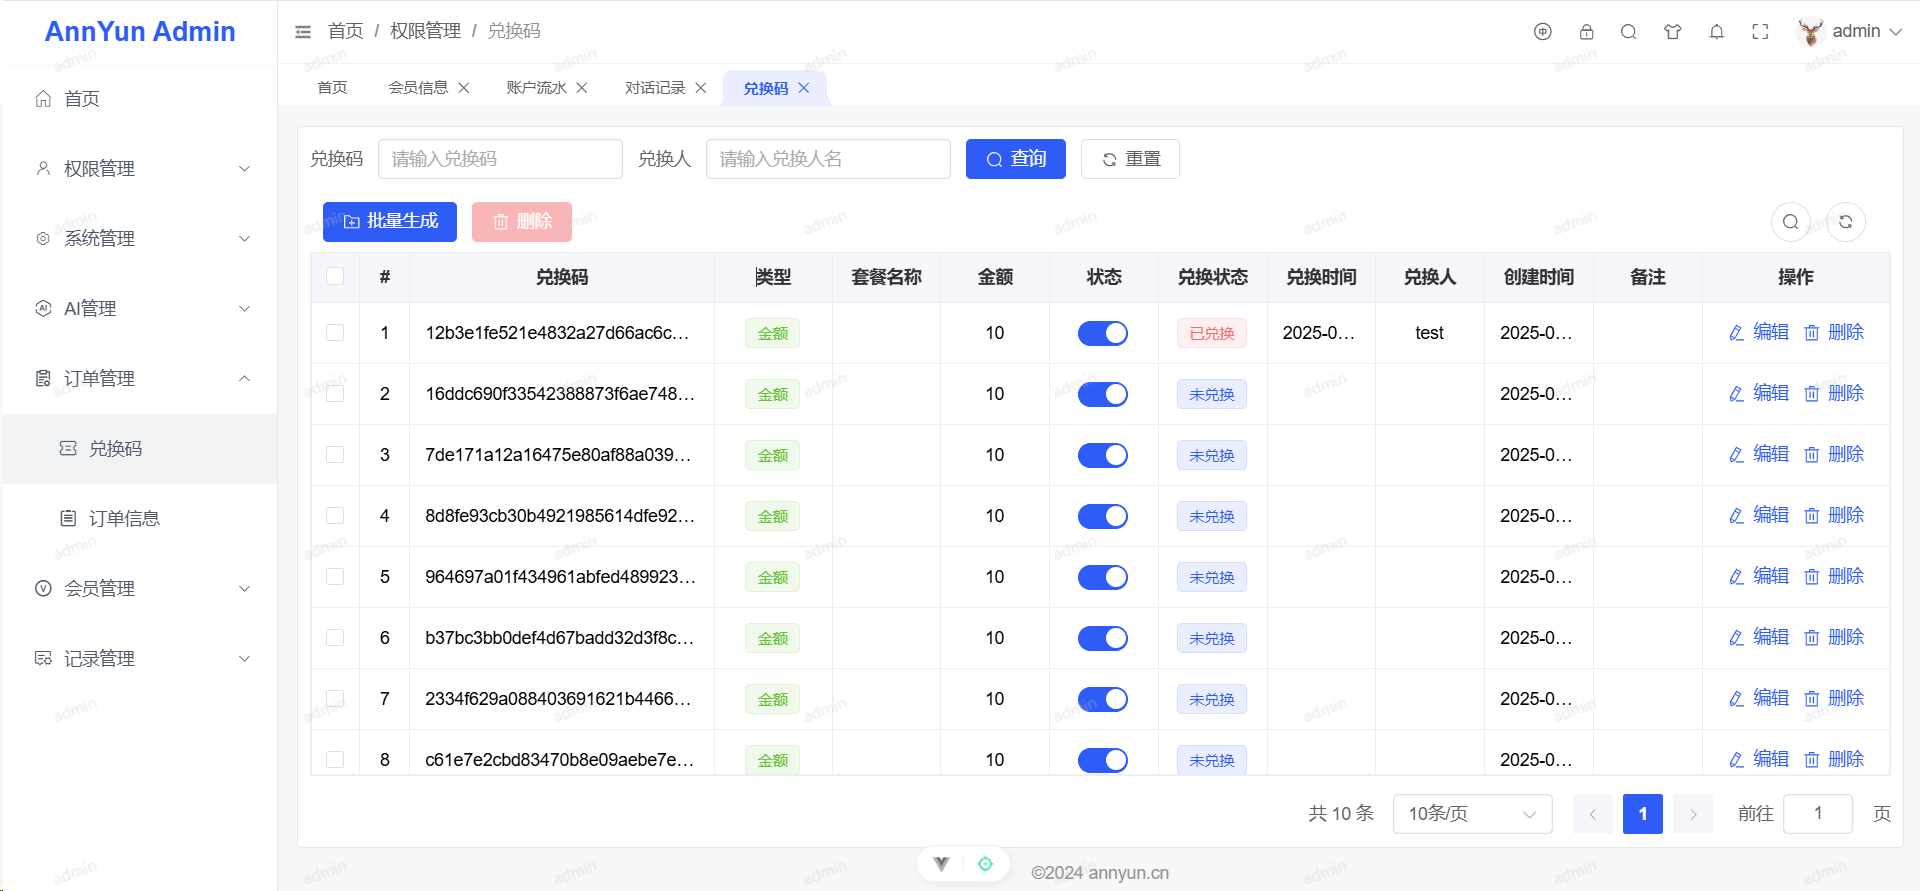 AnnYun Admin
首页 / 权限管理 / 兑换码
admin
首页
会员信息
账户流水
对话记录
兑换码
首页
权限管理
系统管理
AI管理
订单管理
兑换码
订单信息
会员管理
记录管理
兑换码 请输入兑换码 兑换人 请输入兑换人名 查询 重置
批量生成 删除
# 兑换码 类型 套餐名称 金额 状态 兑换状态 兑换时间 兑换人 创建时间 备注 操作
1 12b3e1fe521e4832a27d66ac6c... 金额 10 已兑换 2025-0... test 2025-0... 编辑 删除
2 16ddc690f33542388873f6ae748... 金额 10 未兑换 2025-0... 编辑 删除
3 7de171a12a16475e80af88a039... 金额 10 未兑换 2025-0... 编辑 删除
4 8d8fe93cb30b4921985614dfe92... 金额 10 未兑换 2025-0... 编辑 删除
5 964697a01f434961abfed489923... 金额 10 未兑换 2025-0... 编辑 删除
6 b37bc3bb0def4d67badd32d3f8c... 金额 10 未兑换 2025-0... 编辑 删除
7 2334f629a088403691621b4466... 金额 10 未兑换 2025-0... 编辑 删除
8 c61e7e2cbd83470b8e09aebe7e... 金额 10 未兑换 2025-0... 编辑 删除
共 10 条 10条/页 1 前往 1 页
©2024 annyun.cn